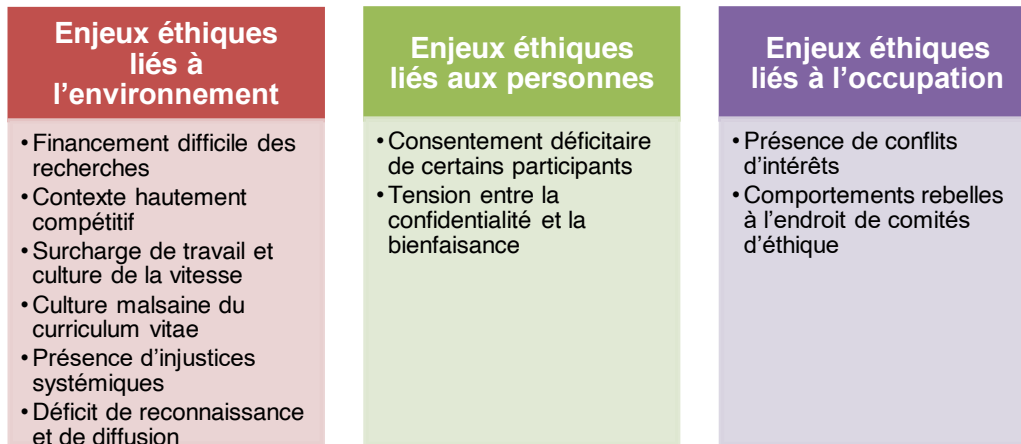 Enjeux éthiques
liés à
l’environnement
• Financement difficile des
recherches
• Contexte hautement
compétitif
• Surcharge de travail et
culture de la vitesse
• Culture malsaine du
curriculum vitae
• Présence d’injustices
systémiques
• Déficit de reconnaissance
et de diffusion
Enjeux éthiques
liés aux personnes
• Consentement déficitaire
de certains participants
• Tension entre la
confidentialité et la
bienfaisance
Enjeux éthiques
liés à l’occupation
• Présence de conflits
d’intérêts
• Comportements rebelles
à l’endroit de comités
d’éthique